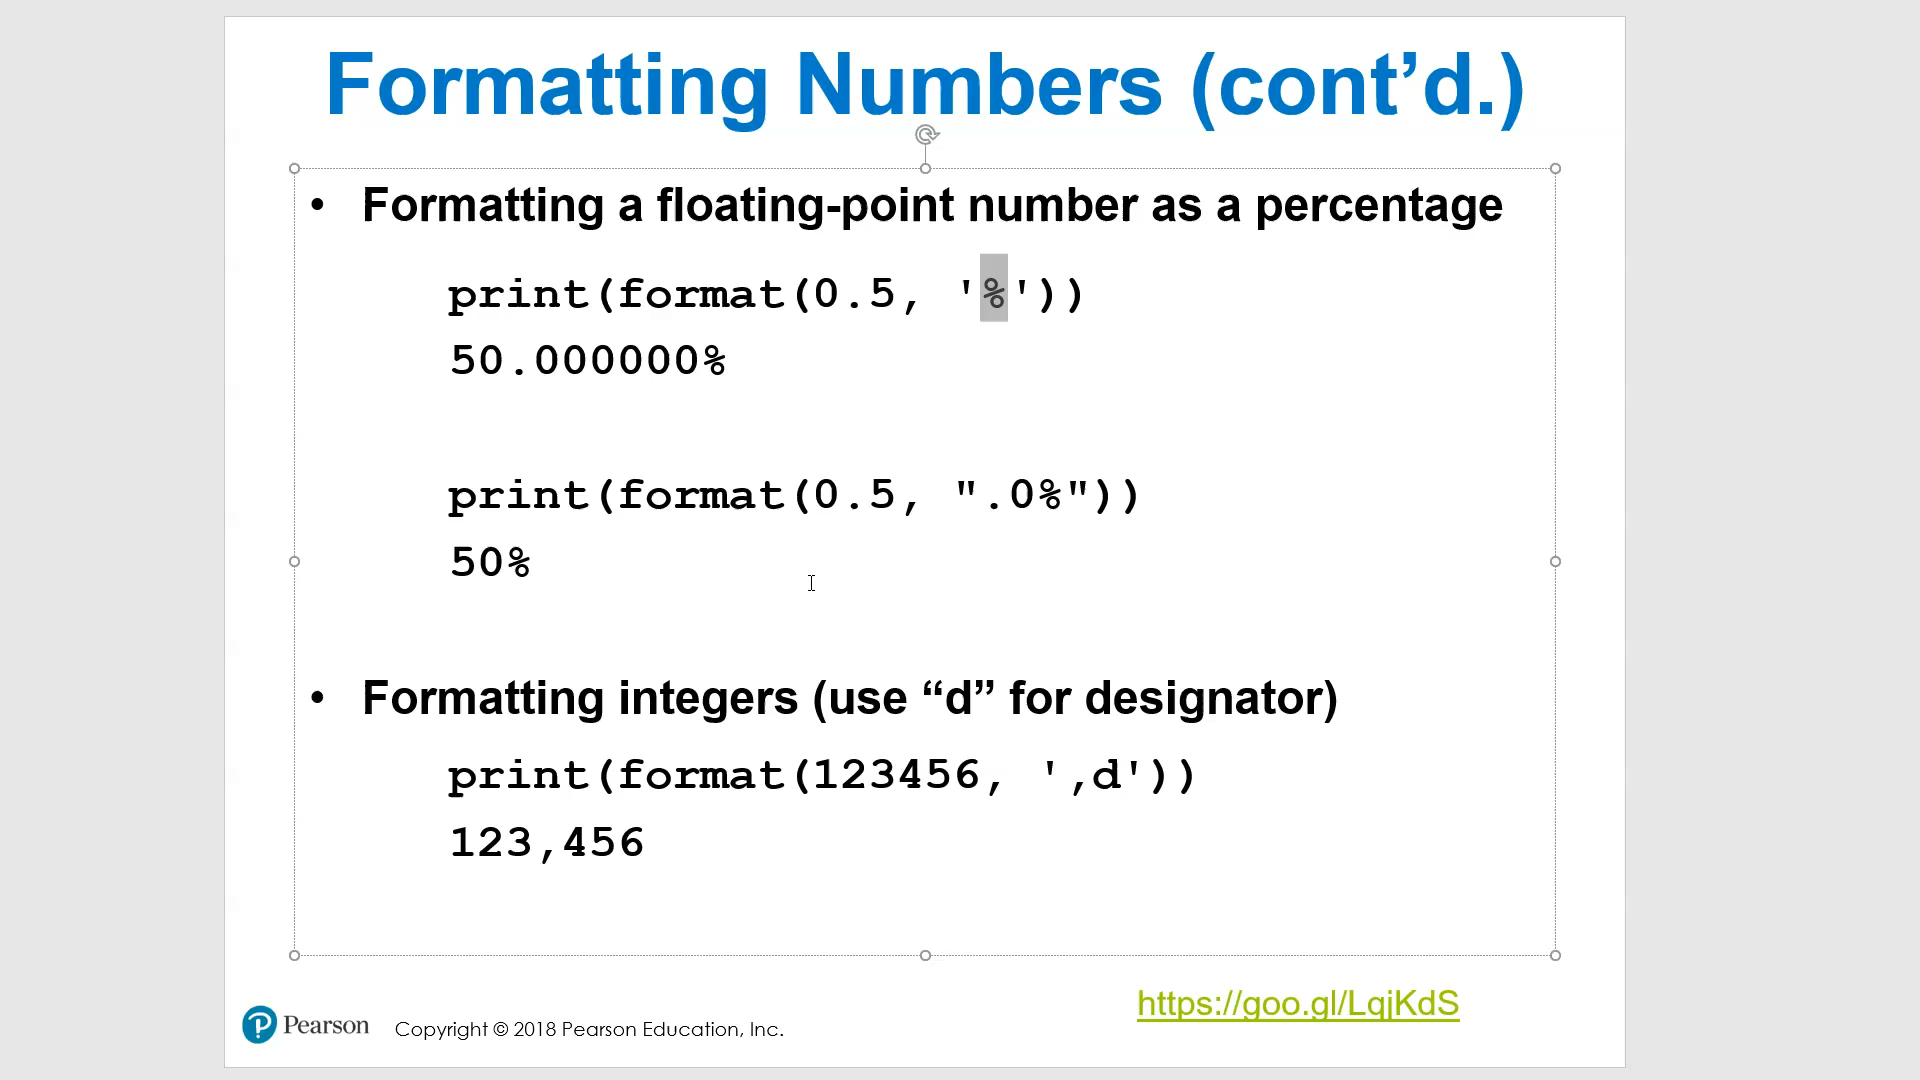 Formatting Numbers (cont’d.)
• Formatting a floating-point number as a percentage
print(format(0.5, '%'))
50.000000%
print(format(0.5, ".0%"))
50%
• Formatting integers (use “d” for designator)
print(format(123456, ',d'))
123,456
https://goo.gl/LqjKdS
Pearson Copyright © 2018 Pearson Education, Inc.